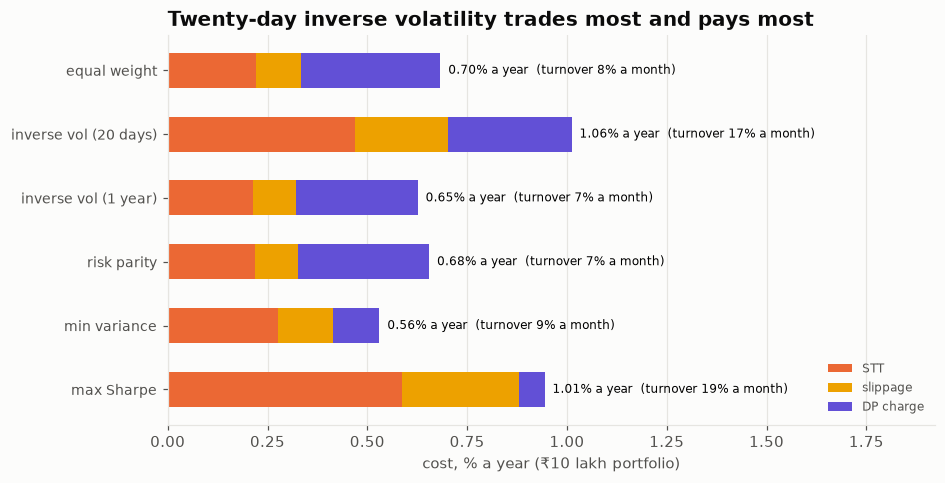 Twenty-day inverse volatility trades most and pays most
equal weight
0.70% a year (turnover 8% a month)
inverse vol (20 days)
1.06% a year (turnover 17% a month)
inverse vol (1 year)
0.65% a year (turnover 7% a month)
risk parity
0.68% a year (turnover 7% a month)
min variance
0.56% a year (turnover 9% a month)
max Sharpe
1.01% a year (turnover 19% a month)
STT
slippage
DP charge
0.00 0.25 0.50 0.75 1.00 1.25 1.50 1.75
cost, % a year (₹10 lakh portfolio)